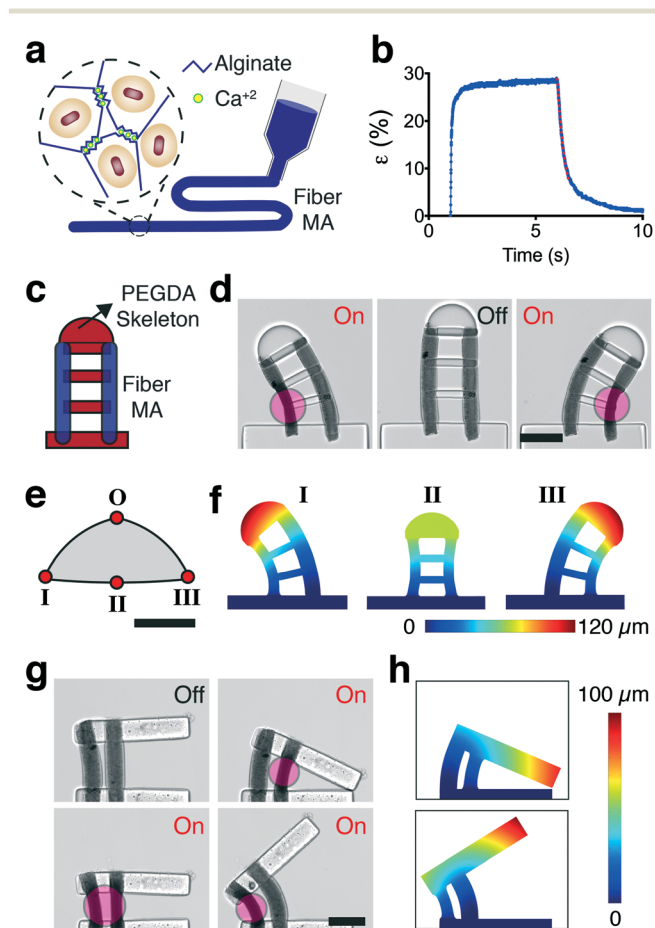 a
Alginate
Ca+2
Fiber
MA
b
ε (%)
30
20
10
0
0
5
10
Time (s)
c
PEGDA
Skeleton
Fiber
MA
d
On
Off
On
e
O
I
II
III
f
I
II
III
0
120 µm
g
Off
On
On
On
h
100 µm
0